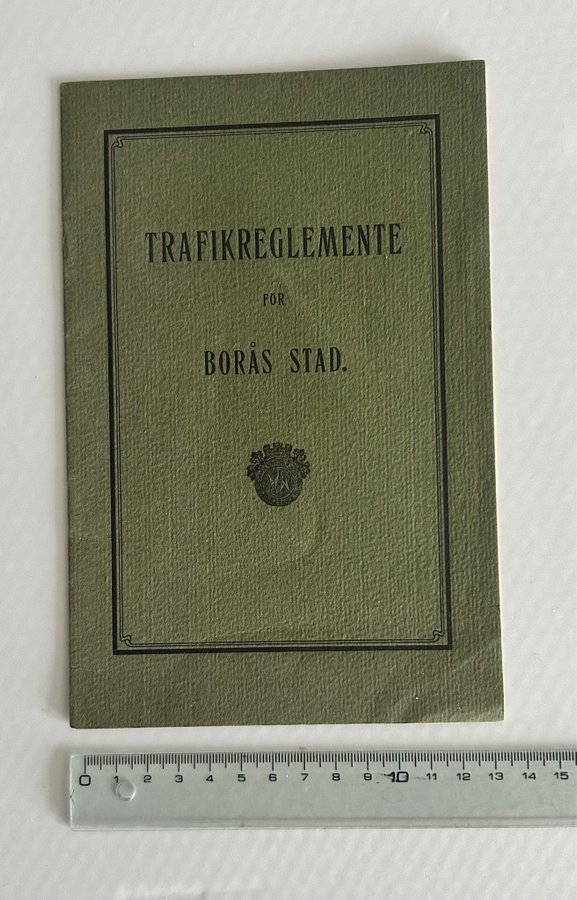 TRAFIKREGLEMENTE
FÖR
BORÅS STAD.
0 1 2 3 4 5 6 7 8 9 10 11 12 13 14 15